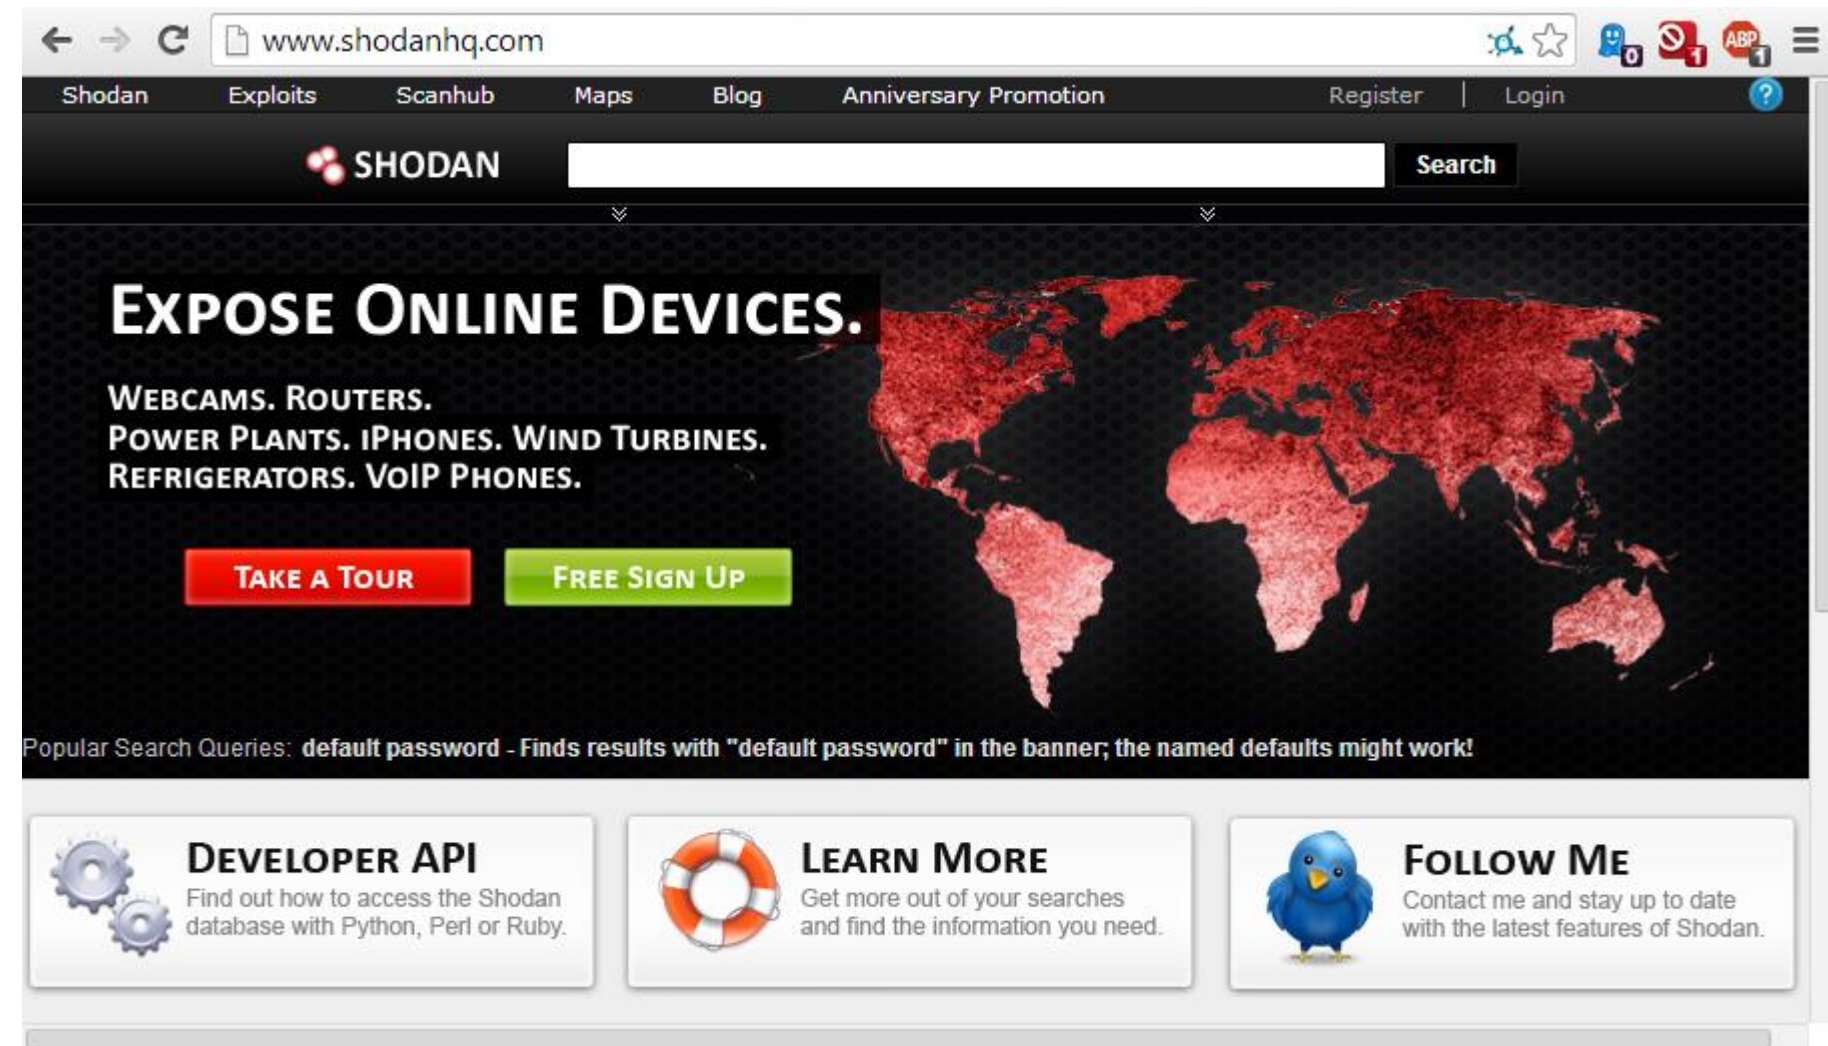 www.shodanhq.com
0 1 ABP 1
Shodan Exploits Scanhub Maps Blog Anniversary Promotion Register | Login ?
SHODAN Search
EXPOSE ONLINE DEVICES.
WEBCAMS. ROUTERS.
POWER PLANTS. IPHONES. WIND TURBINES.
REFRIGERATORS. VOIP PHONES.
TAKE A TOUR FREE SIGN UP
Popular Search Queries: default password - Finds results with "default password" in the banner; the named defaults might work!
DEVELOPER API
Find out how to access the Shodan
database with Python, Perl or Ruby.
LEARN MORE
Get more out of your searches
and find the information you need.
FOLLOW ME
Contact me and stay up to date
with the latest features of Shodan.